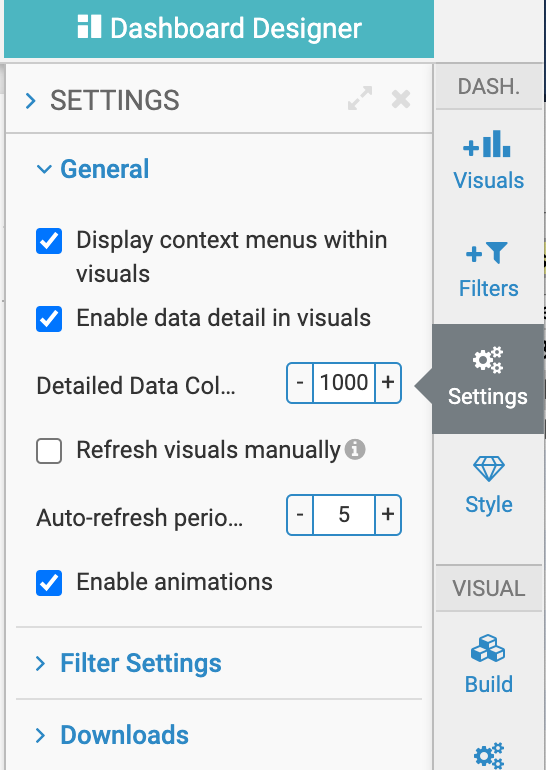 Dashboard Designer
SETTINGS
General
Display context menus within
visuals
Enable data detail in visuals
Detailed Data Col...
- 1000 +
Refresh visuals manually
Auto-refresh perio...
- 5 +
Enable animations
Filter Settings
Downloads
DASH.
Visuals
Filters
Settings
Style
VISUAL
Build